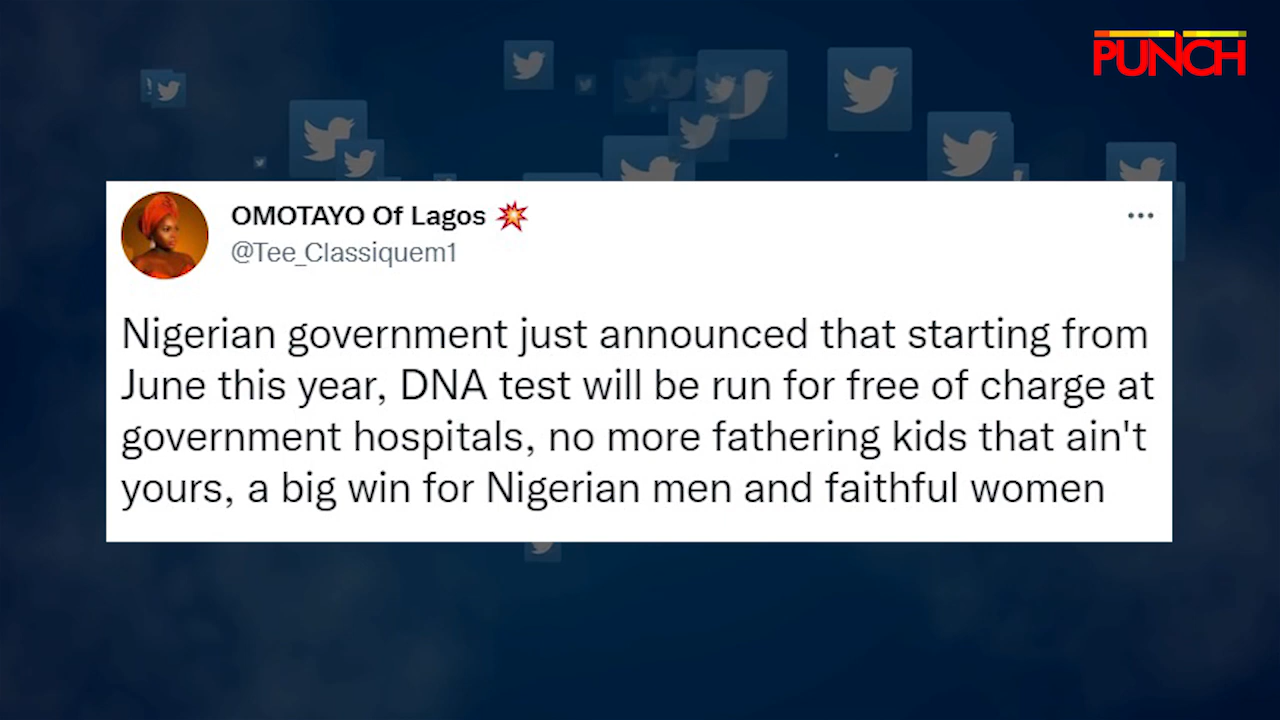 PUNCH
OMOTAYO Of Lagos 💥
@Tee_Classiquem1
Nigerian government just announced that starting from
June this year, DNA test will be run for free of charge at
government hospitals, no more fathering kids that ain't
yours, a big win for Nigerian men and faithful women